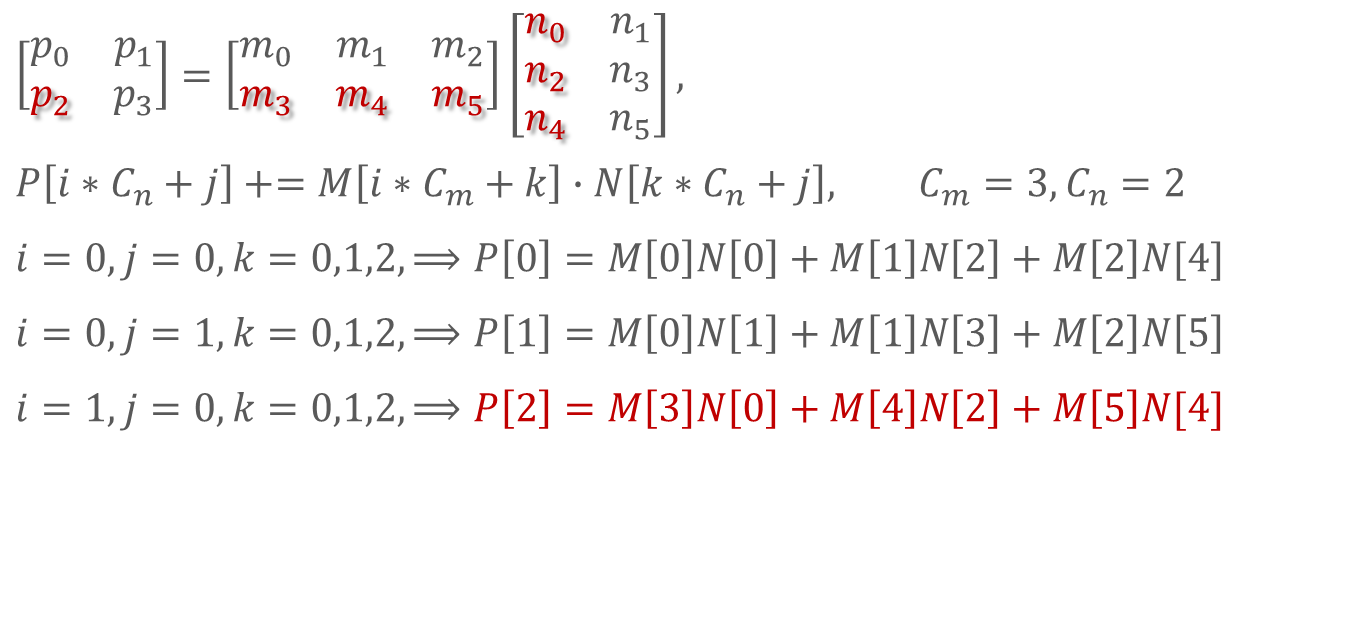 [p₀ p₁; p₂ p₃] = [m₀ m₁ m₂; m₃ m₄ m₅] [n₀ n₁; n₂ n₃; n₄ n₅],
P[i ∗ Cₙ + j] += M[i ∗ Cₘ + k] · N[k ∗ Cₙ + j], Cₘ = 3, Cₙ = 2
i = 0, j = 0, k = 0,1,2, ⟹ P[0] = M[0]N[0] + M[1]N[2] + M[2]N[4]
i = 0, j = 1, k = 0,1,2, ⟹ P[1] = M[0]N[1] + M[1]N[3] + M[2]N[5]
i = 1, j = 0, k = 0,1,2, ⟹ P[2] = M[3]N[0] + M[4]N[2] + M[5]N[4]